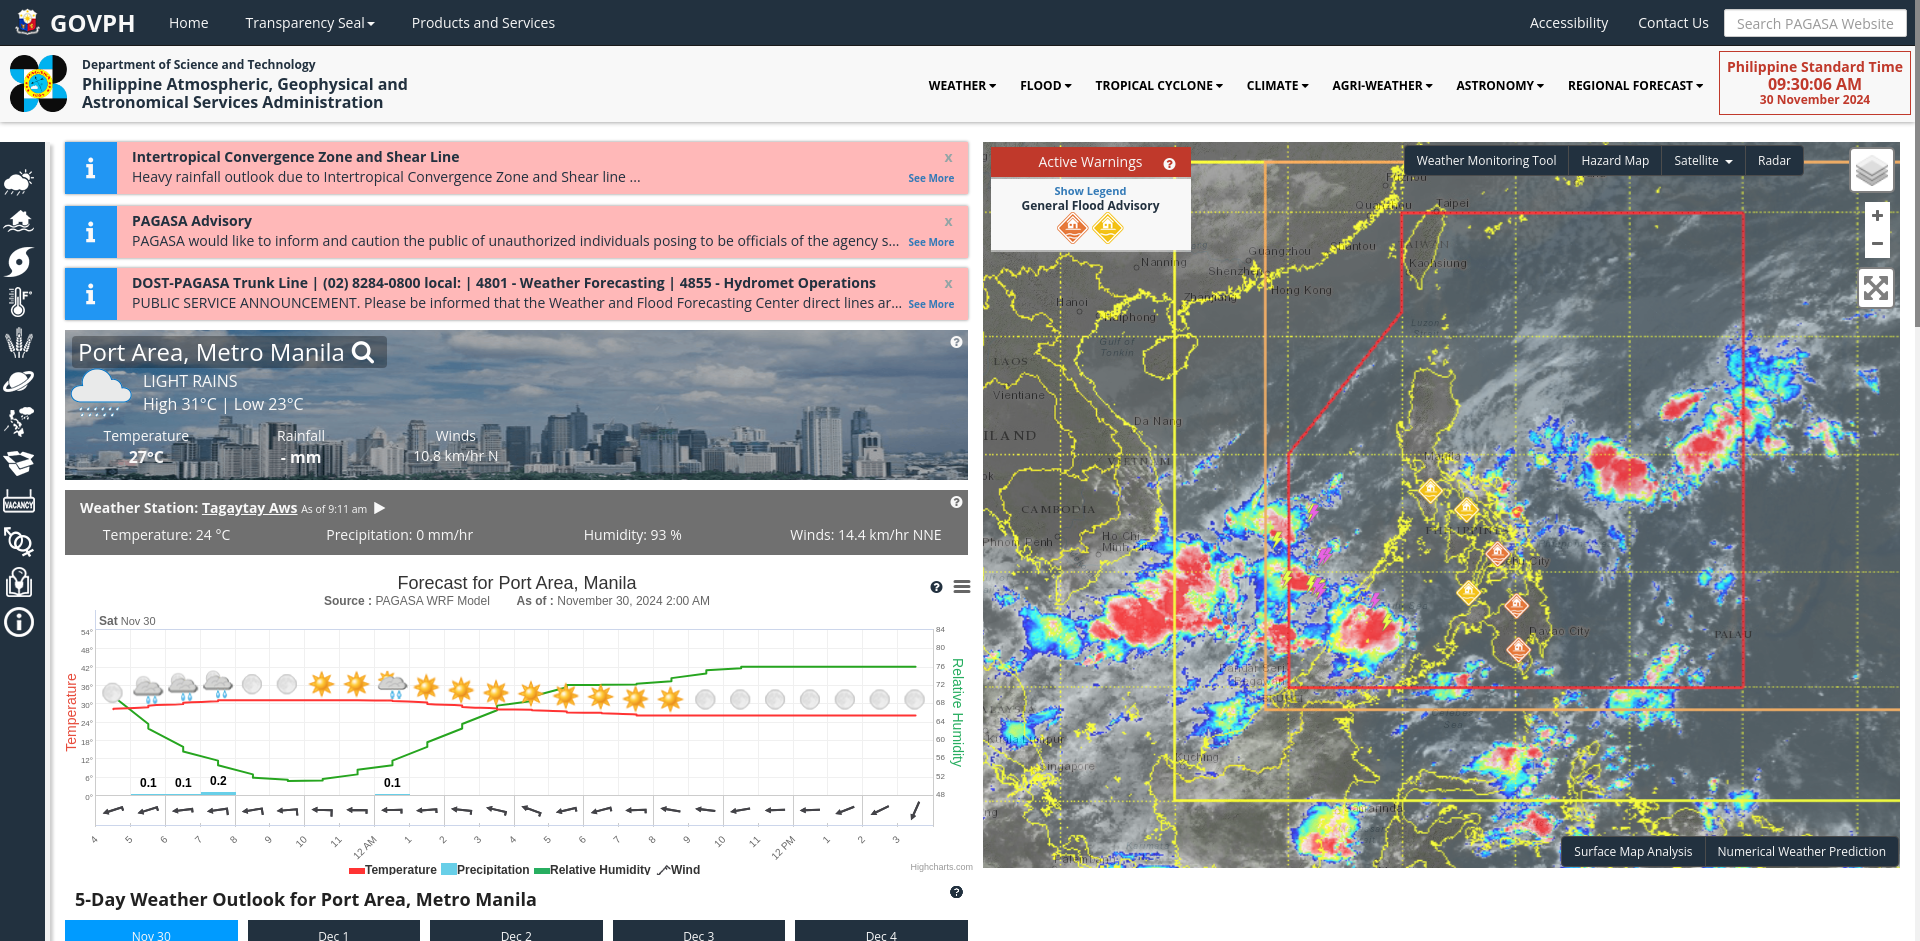 GOVPH
Home
Transparency Seal
Products and Services
Accessibility
Contact Us
Search PAGASA Website
Department of Science and Technology
Philippine Atmospheric, Geophysical and
Astronomical Services Administration
WEATHER
FLOOD
TROPICAL CYCLONE
CLIMATE
AGRI-WEATHER
ASTRONOMY
REGIONAL FORECAST
Philippine Standard Time
09:30:06 AM
30 November 2024
Intertropical Convergence Zone and Shear Line
x
Heavy rainfall outlook due to Intertropical Convergence Zone and Shear line ...
See More
PAGASA Advisory
x
PAGASA would like to inform and caution the public of unauthorized individuals posing to be officials of the agency s...
See More
DOST-PAGASA Trunk Line | (02) 8284-0800 local: | 4801 - Weather Forecasting | 4855 - Hydromet Operations
x
PUBLIC SERVICE ANNOUNCEMENT. Please be informed that the Weather and Flood Forecasting Center direct lines ar...
See More
VACANCY
Port Area, Metro Manila
LIGHT RAINS
High 31°C | Low 23°C
Temperature
27°C
Rainfall
- mm
Winds
10.8 km/hr N
Weather Station: Tagaytay Aws As of 9:11 am
Temperature: 24 °C
Precipitation: 0 mm/hr
Humidity: 93 %
Winds: 14.4 km/hr NNE
Forecast for Port Area, Manila
Source : PAGASA WRF Model As of : November 30, 2024 2:00 AM
Sat Nov 30
Temperature
54°
48°
42°
36°
30°
24°
18°
12°
6°
0°
84
80
76
72
68
64
60
56
52
48
Relative Humidity
0.1
0.1
0.2
0.1
4
5
6
7
8
9
10
11
12 AM
1
2
3
4
5
6
7
8
9
10
11
12 PM
1
2
3
Temperature
Precipitation
Relative Humidity
Wind
Highcharts.com
5-Day Weather Outlook for Port Area, Metro Manila
Nov 30
Dec 1
Dec 2
Dec 3
Dec 4
Active Warnings
Show Legend
General Flood Advisory
Weather Monitoring Tool
Hazard Map
Satellite
Radar
+
−
Taipei
Guangzhou
Nanning
Shenzhen
Kaohsiung
Hong Kong
Hanoi
Gulf of
Tonkin
Luzon
LAOS
Vientiane
Da Nang
CAMBODIA
Ho Chi
Davao City
PALAU
Kuching
Surface Map Analysis
Numerical Weather Prediction